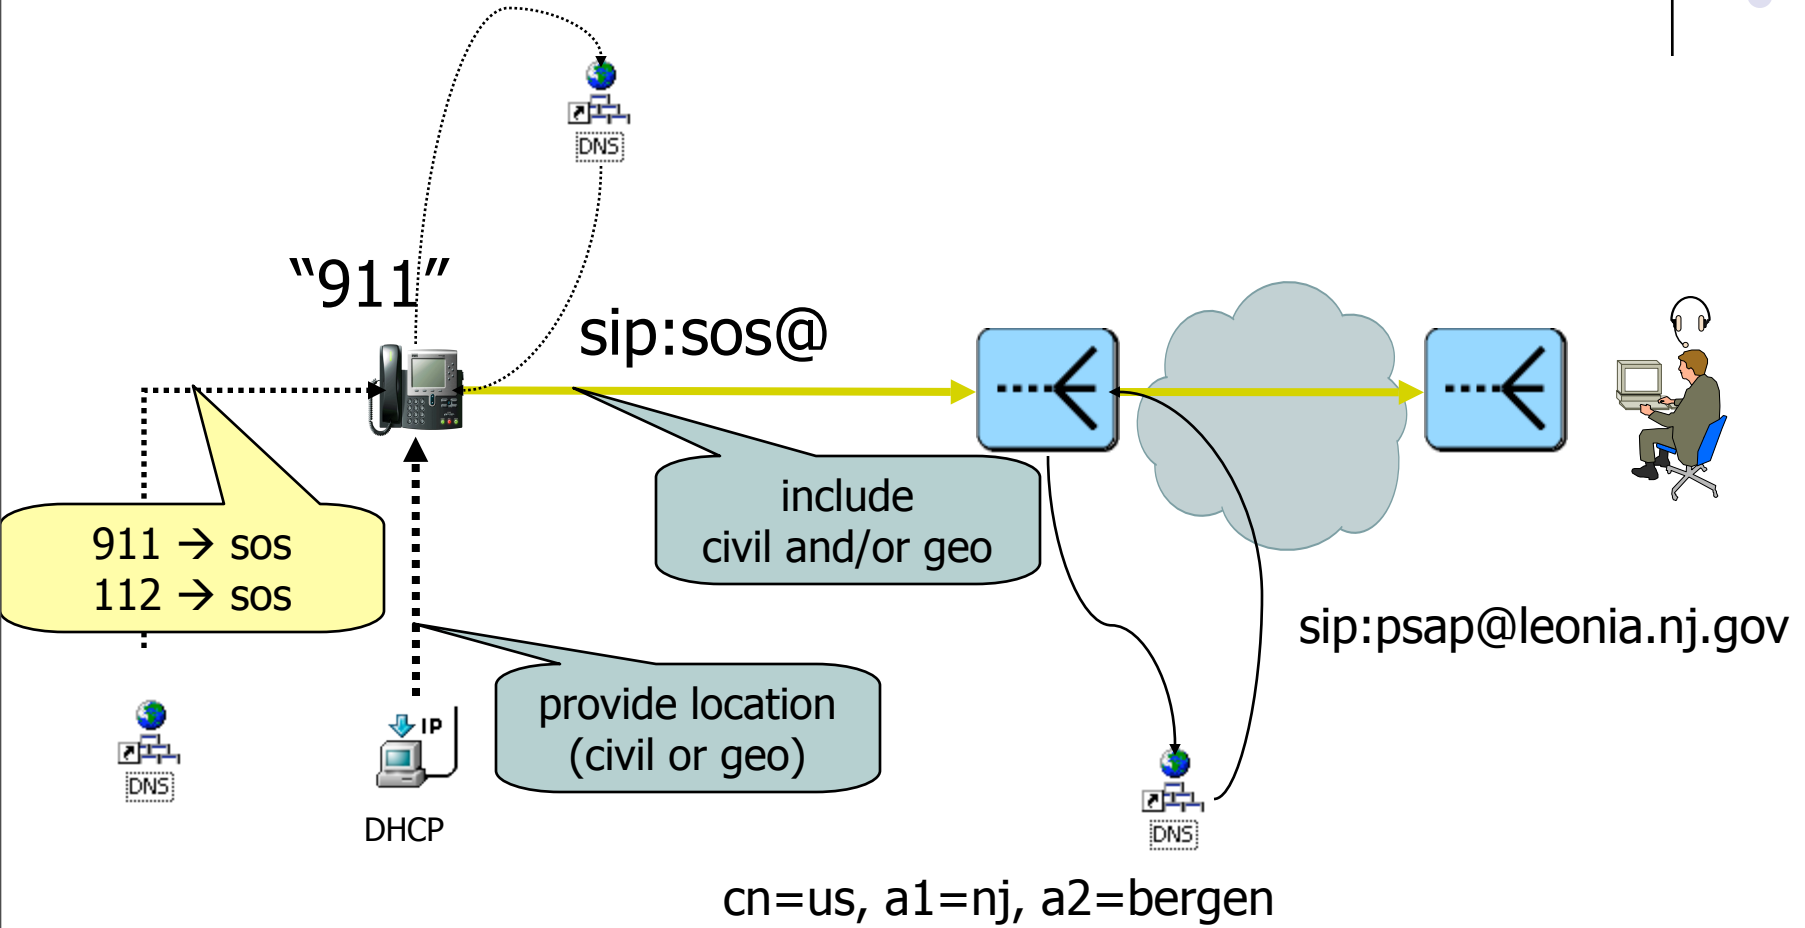 DNS
“911”
sip:sos@
include
civil and/or geo
911 → sos
112 → sos
sip:psap@leonia.nj.gov
provide location
(civil or geo)
IP
DNS
DHCP
DNS
cn=us, a1=nj, a2=bergen